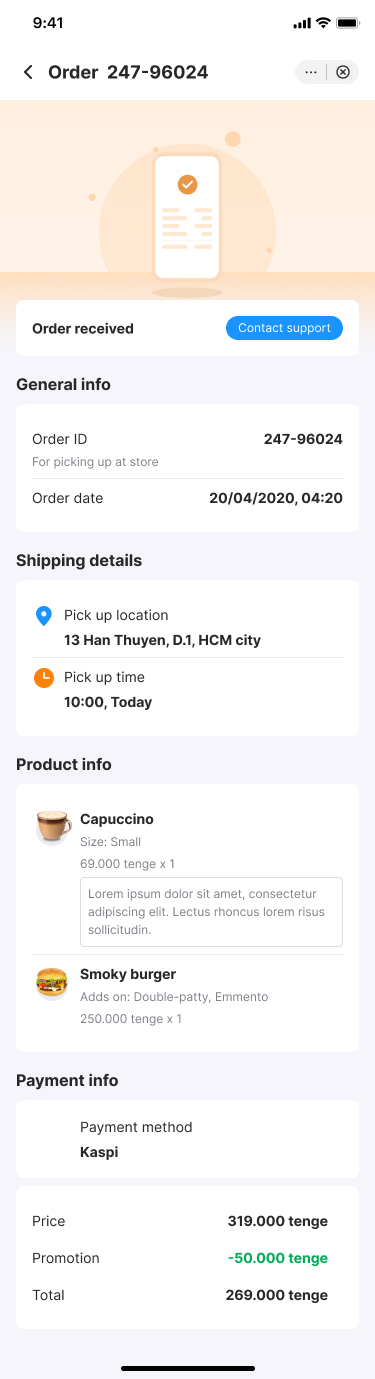 9:41
Order 247-96024
Order received
Contact support
General info
Order ID
247-96024
For picking up at store
Order date
20/04/2020, 04:20
Shipping details
Pick up location
13 Han Thuyen, D.1, HCM city
Pick up time
10:00, Today
Product info
Capuccino
Size: Small
69.000 tenge x 1
Lorem ipsum dolor sit amet, consectetur
adipiscing elit. Lectus rhoncus lorem risus
sollicitudin.
Smoky burger
Adds on: Double-patty, Emmento
250.000 tenge x 1
Payment info
Payment method
Kaspi
Price
319.000 tenge
Promotion
-50.000 tenge
Total
269.000 tenge